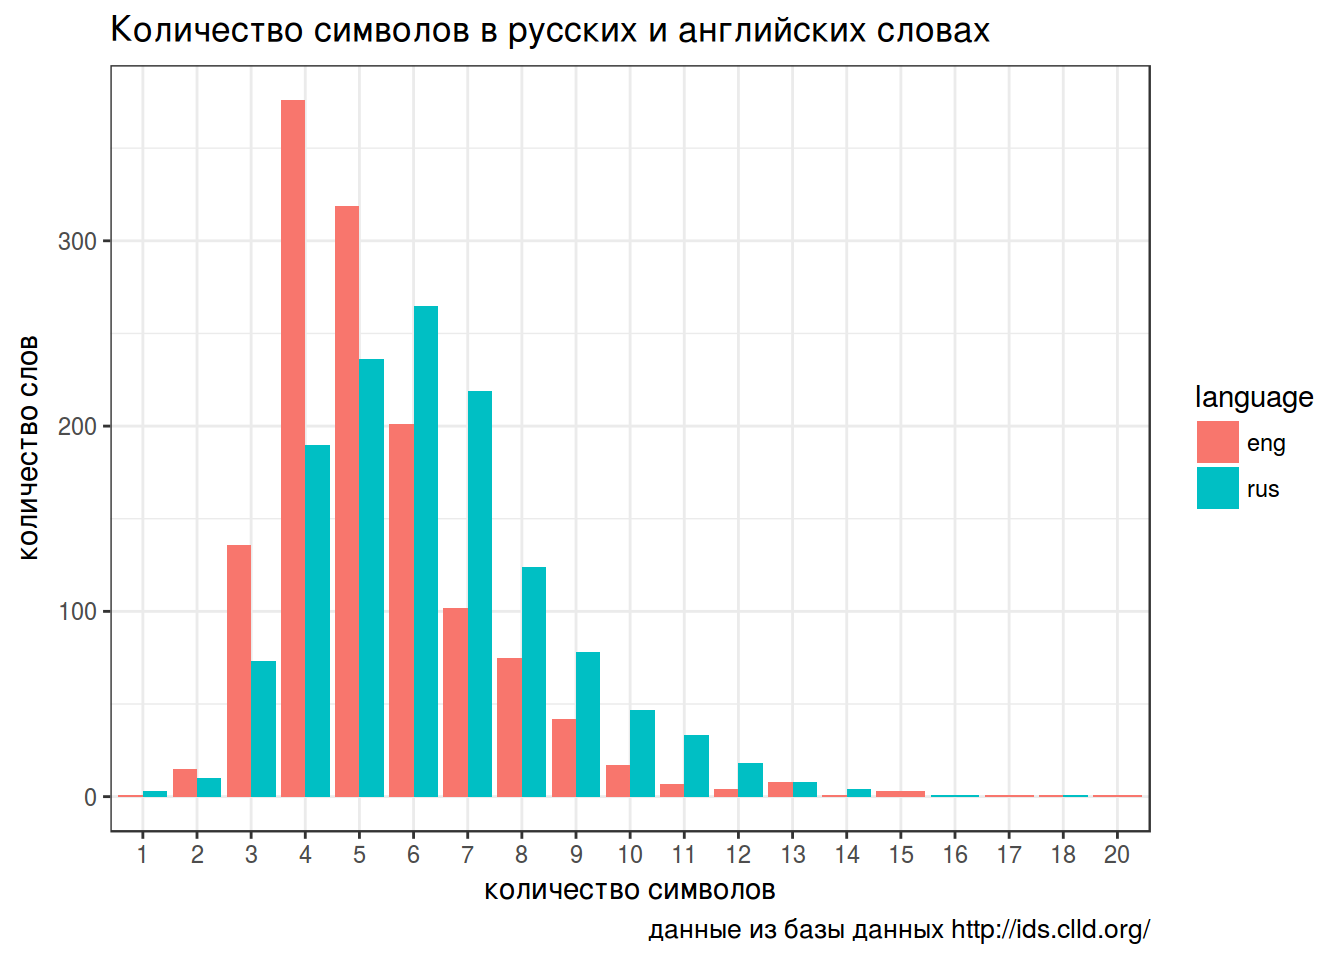 Количество символов в русских и английских словах
количество слов
300
200
100
0
1 2 3 4 5 6 7 8 9 10 11 12 13 14 15 16 17 18 20
количество символов
данные из базы данных http://ids.clld.org/
language
eng
rus